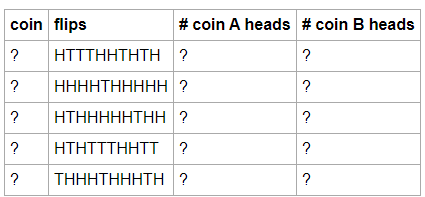 coin flips # coin A heads # coin B heads
? HTTTHHTHTH ? ?
? HHHHTHHHHH ? ?
? HTHHHHHTHH ? ?
? HTHTTTHHTT ? ?
? THHHTHHHTH ? ?